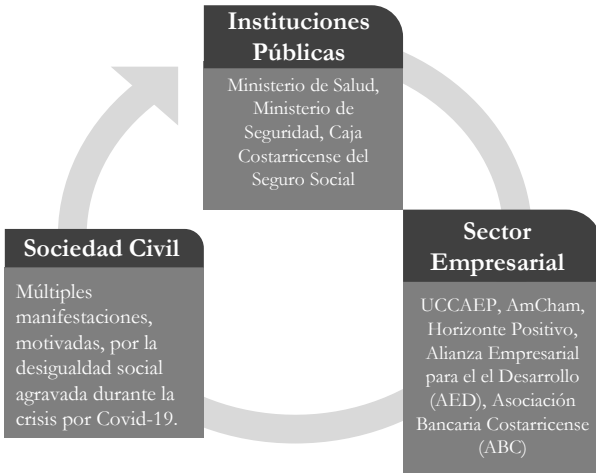 Instituciones
Públicas
Ministerio de Salud,
Ministerio de
Seguridad, Caja
Costarricense del
Seguro Social
Sector
Empresarial
UCCAEP, AmCham,
Horizonte Positivo,
Alianza Empresarial
para el el Desarrollo
(AED), Asociación
Bancaria Costarricense
(ABC)
Sociedad Civil
Múltiples
manifestaciones,
motivadas, por la
desigualdad social
agravada durante la
crisis por Covid-19.